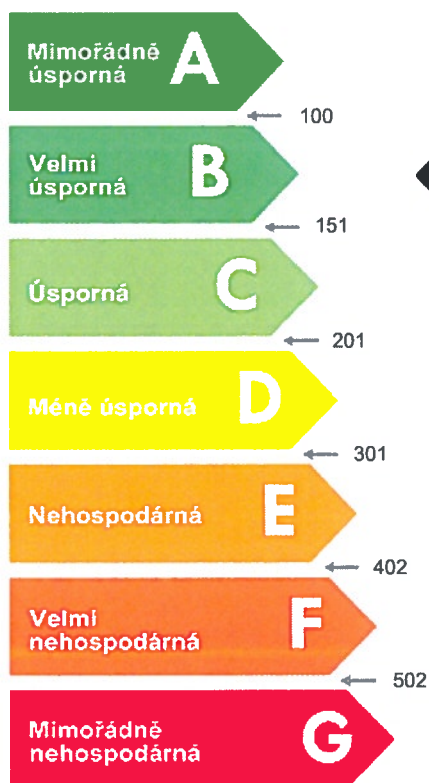 Mimořádně
úsporná
A
100
Velmi
úsporná
B
151
Úsporná
C
201
Méně úsporná
D
301
Nehospodárná
E
402
Velmi
nehospodárná
F
502
Mimořádně
nehospodárná
G